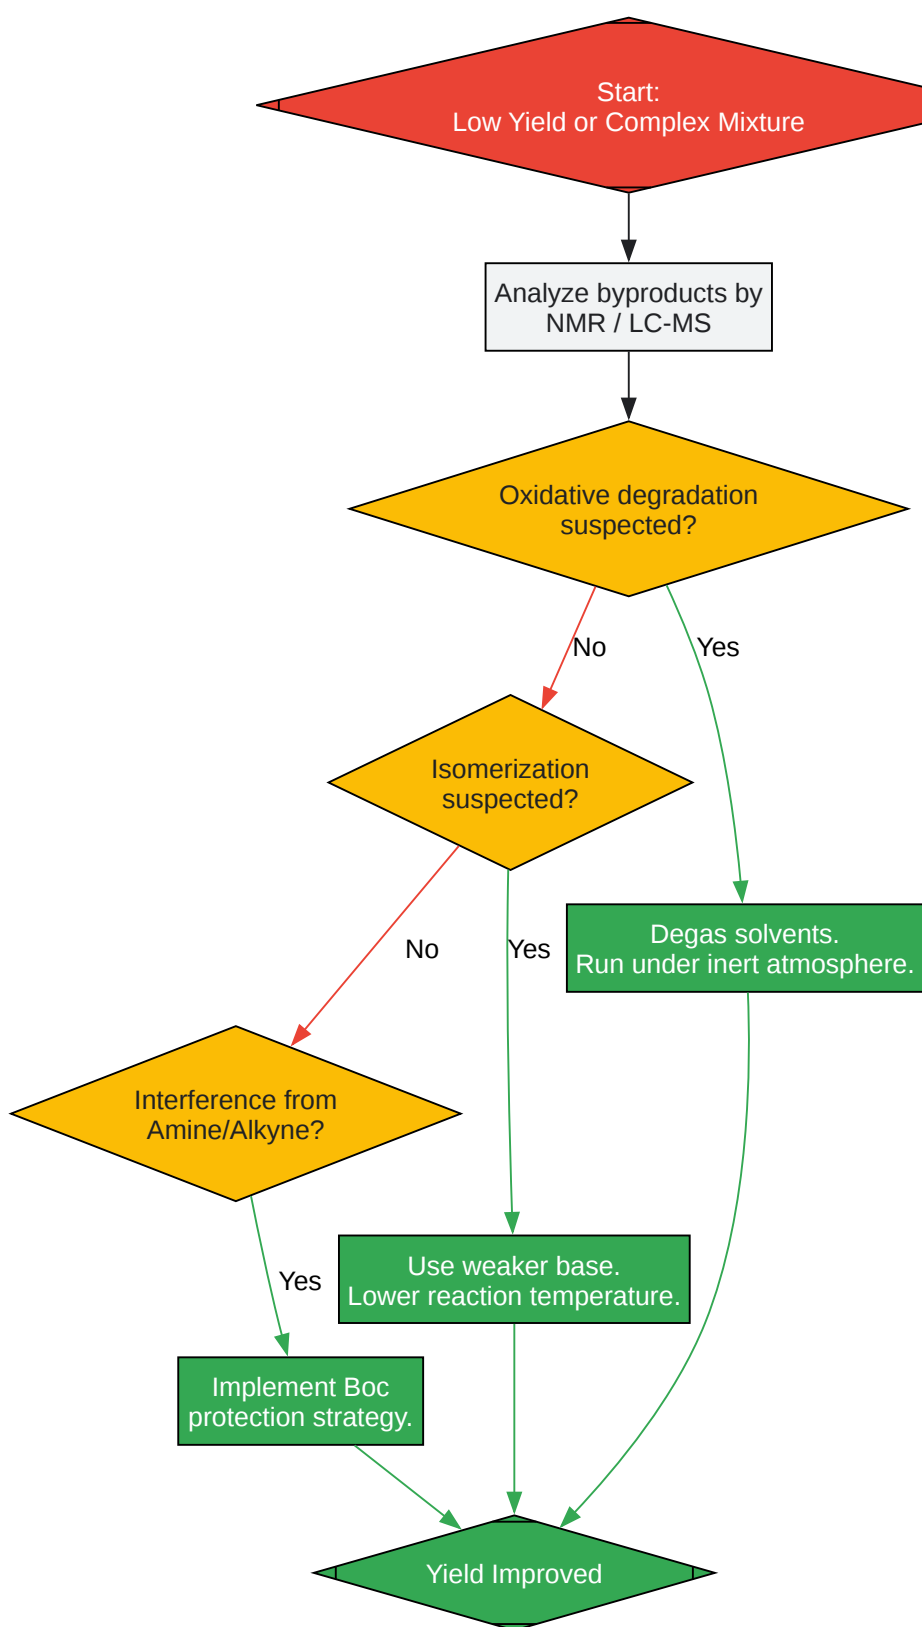 Start:
Low Yield or Complex Mixture
Analyze byproducts by
NMR / LC-MS
Oxidative degradation
suspected?
No
Yes
Isomerization
suspected?
Degas solvents.
Run under inert atmosphere.
No
Yes
Interference from
Amine/Alkyne?
Yes
Use weaker base.
Lower reaction temperature.
Implement Boc
protection strategy.
Yield Improved